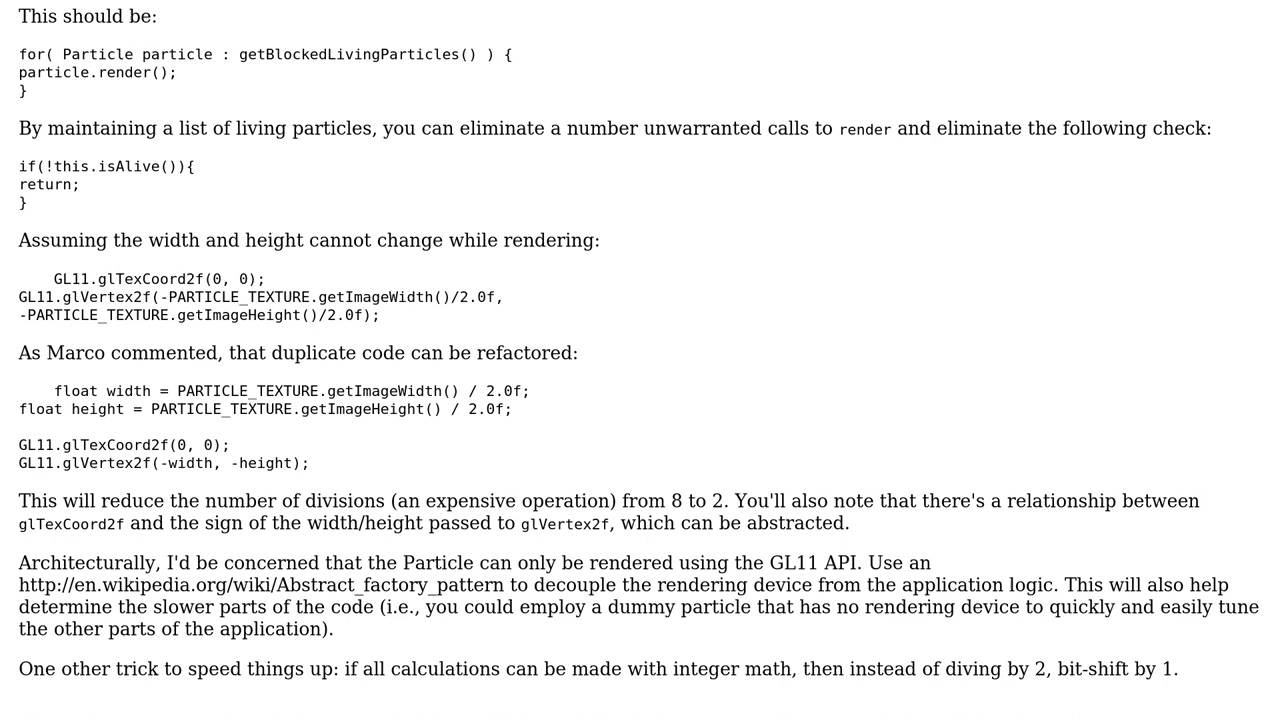 This should be:
for( Particle particle : getBlockedLivingParticles() ) {
particle.render();
}
By maintaining a list of living particles, you can eliminate a number unwarranted calls to render and eliminate the following check:
if(!this.isAlive()){
return;
}
Assuming the width and height cannot change while rendering:
    GL11.glTexCoord2f(0, 0);
GL11.glVertex2f(-PARTICLE_TEXTURE.getImageWidth()/2.0f,
-PARTICLE_TEXTURE.getImageHeight()/2.0f);
As Marco commented, that duplicate code can be refactored:
    float width = PARTICLE_TEXTURE.getImageWidth() / 2.0f;
float height = PARTICLE_TEXTURE.getImageHeight() / 2.0f;
GL11.glTexCoord2f(0, 0);
GL11.glVertex2f(-width, -height);
This will reduce the number of divisions (an expensive operation) from 8 to 2. You'll also note that there's a relationship between
glTexCoord2f and the sign of the width/height passed to glVertex2f, which can be abstracted.
Architecturally, I'd be concerned that the Particle can only be rendered using the GL11 API. Use an
http://en.wikipedia.org/wiki/Abstract_factory_pattern to decouple the rendering device from the application logic. This will also help
determine the slower parts of the code (i.e., you could employ a dummy particle that has no rendering device to quickly and easily tune
the other parts of the application).
One other trick to speed things up: if all calculations can be made with integer math, then instead of diving by 2, bit-shift by 1.